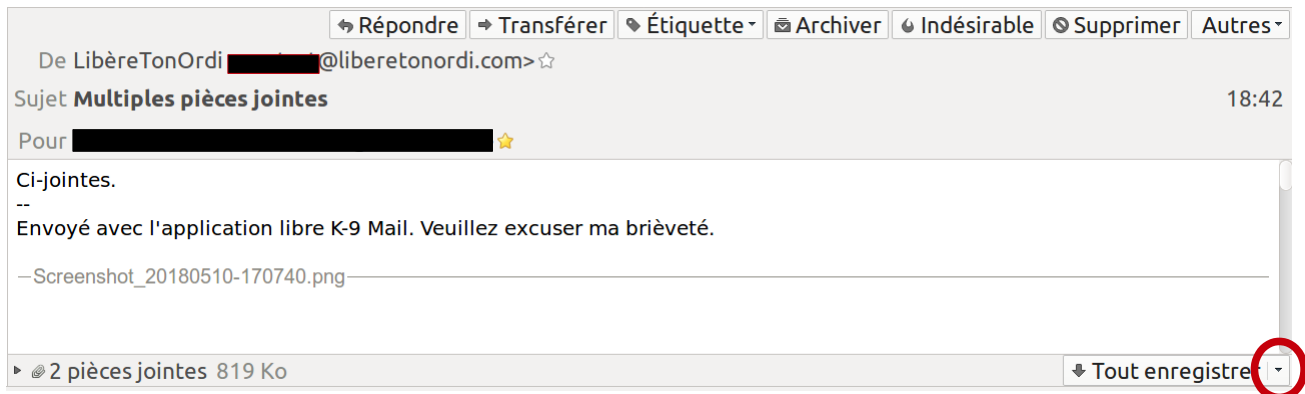 Répondre Transférer Étiquette Archiver Indésirable Supprimer Autres
De LibèreTonOrdi @liberetonordi.com>
Sujet Multiples pièces jointes 18:42
Pour
Ci-jointes.
--
Envoyé avec l'application libre K-9 Mail. Veuillez excuser ma brièveté.
Screenshot_20180510-170740.png
2 pièces jointes 819 Ko Tout enregistrer